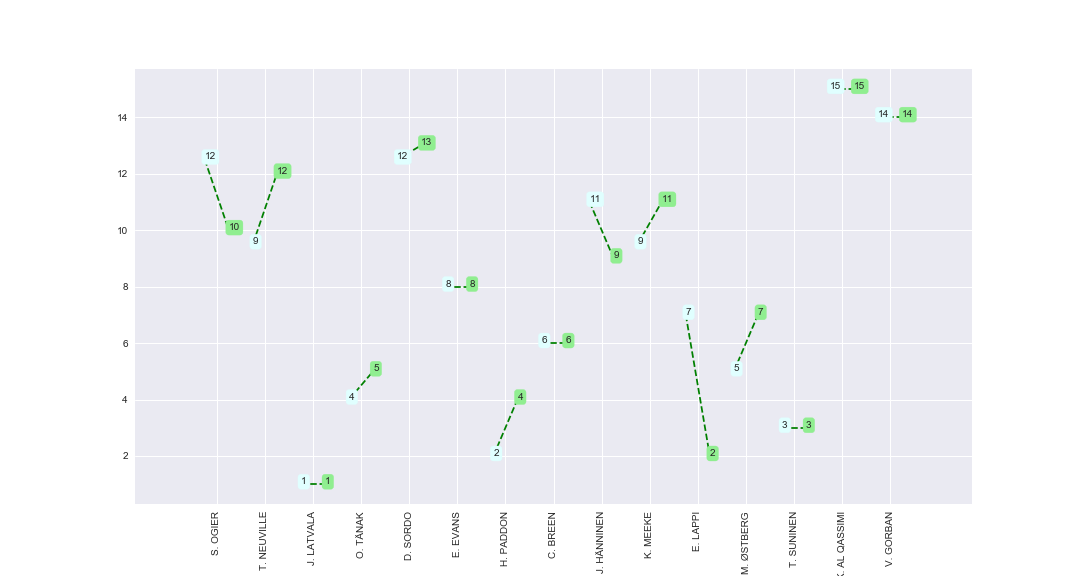 15 15
14 14
14
12 13
12
12 12
11 11
10
10
9 9
9
8 8
8
7 7
6 6
6
5 5
4 4
4
3 3
2 2
2
1 1
S. OGIER
T. NEUVILLE
J. LATVALA
O. TÄNAK
D. SORDO
E. EVANS
H. PADDON
C. BREEN
J. HÄNNINEN
K. MEEKE
E. LAPPI
M. ØSTBERG
T. SUNINEN
K. AL QASSIMI
V. GORBAN